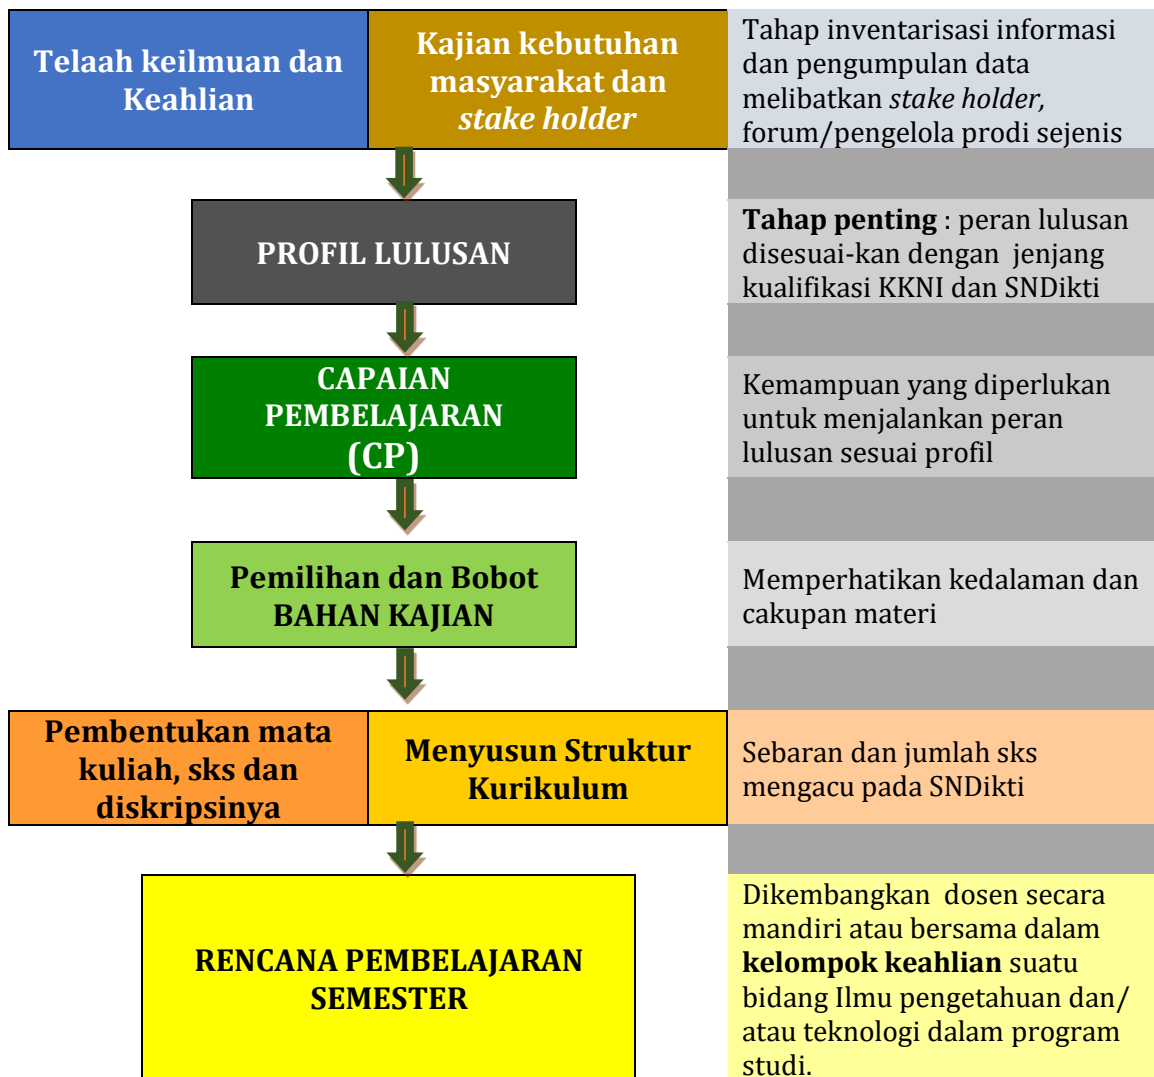 Telaah keilmuan dan
Keahlian
Kajian kebutuhan
masyarakat dan
stake holder
Tahap inventarisasi informasi
dan pengumpulan data
melibatkan stake holder,
forum/pengelola prodi sejenis
PROFIL LULUSAN
Tahap penting : peran lulusan
disesuai-kan dengan jenjang
kualifikasi KKNI dan SNDikti
CAPAIAN
PEMBELAJARAN
(CP)
Kemampuan yang diperlukan
untuk menjalankan peran
lulusan sesuai profil
Pemilihan dan Bobot
BAHAN KAJIAN
Memperhatikan kedalaman dan
cakupan materi
Pembentukan mata
kuliah, sks dan
diskripsinya
Menyusun Struktur
Kurikulum
Sebaran dan jumlah sks
mengacu pada SNDikti
RENCANA PEMBELAJARAN
SEMESTER
Dikembangkan dosen secara
mandiri atau bersama dalam
kelompok keahlian suatu
bidang Ilmu pengetahuan dan/
atau teknologi dalam program
studi.